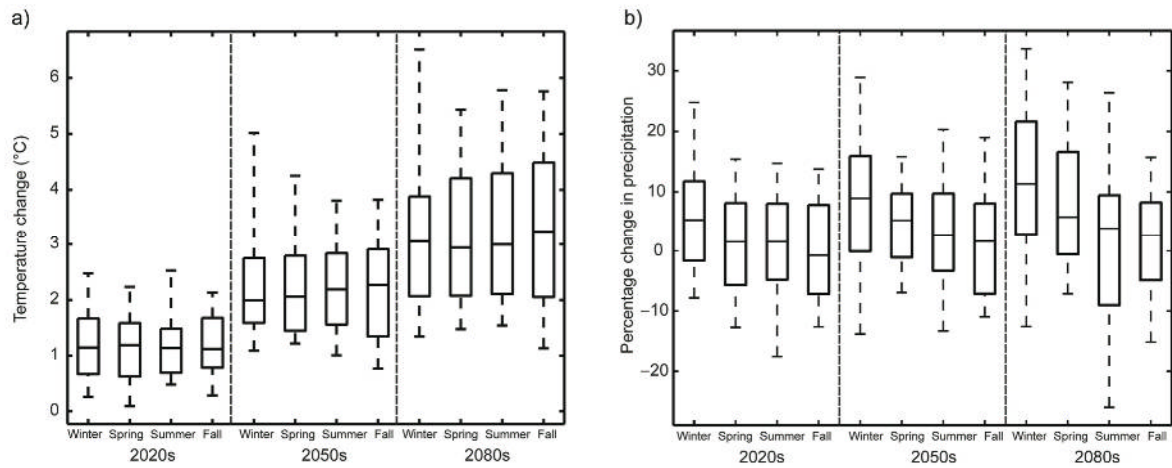 a)
Temperature change (°C)
6
5
4
3
2
1
0
Winter Spring Summer Fall Winter Spring Summer Fall Winter Spring Summer Fall
2020s 2050s 2080s
b)
Percentage change in precipitation
30
20
10
0
–10
–20
Winter Spring Summer Fall Winter Spring Summer Fall Winter Spring Summer Fall
2020s 2050s 2080s